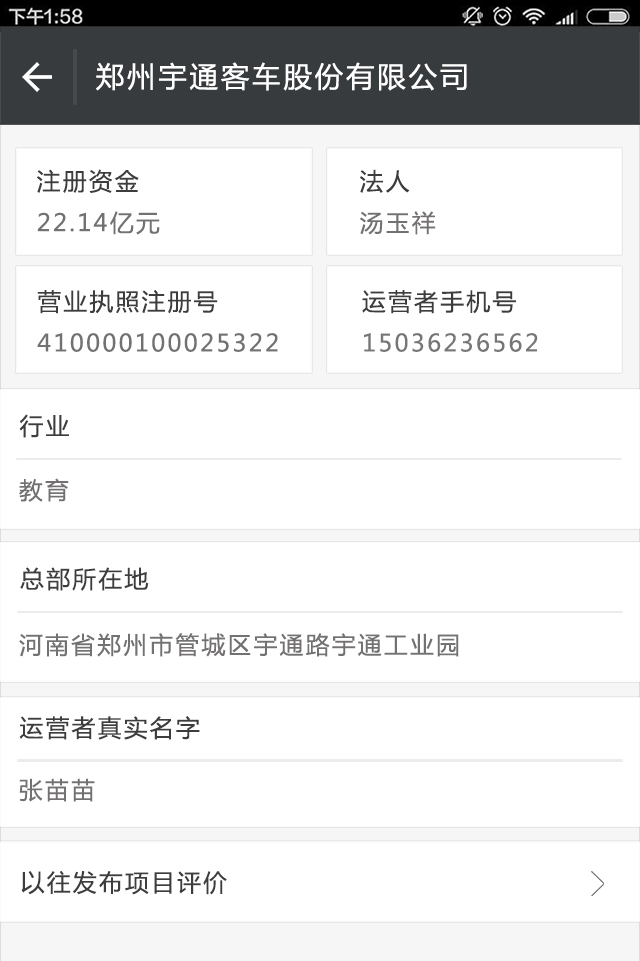 下午1:58
郑州宇通客车股份有限公司
注册资金
22.14亿元
法人
汤玉祥
营业执照注册号
410000100025322
运营者手机号
15036236562
行业
教育
总部所在地
河南省郑州市管城区宇通路宇通工业园
运营者真实名字
张苗苗
以往发布项目评价